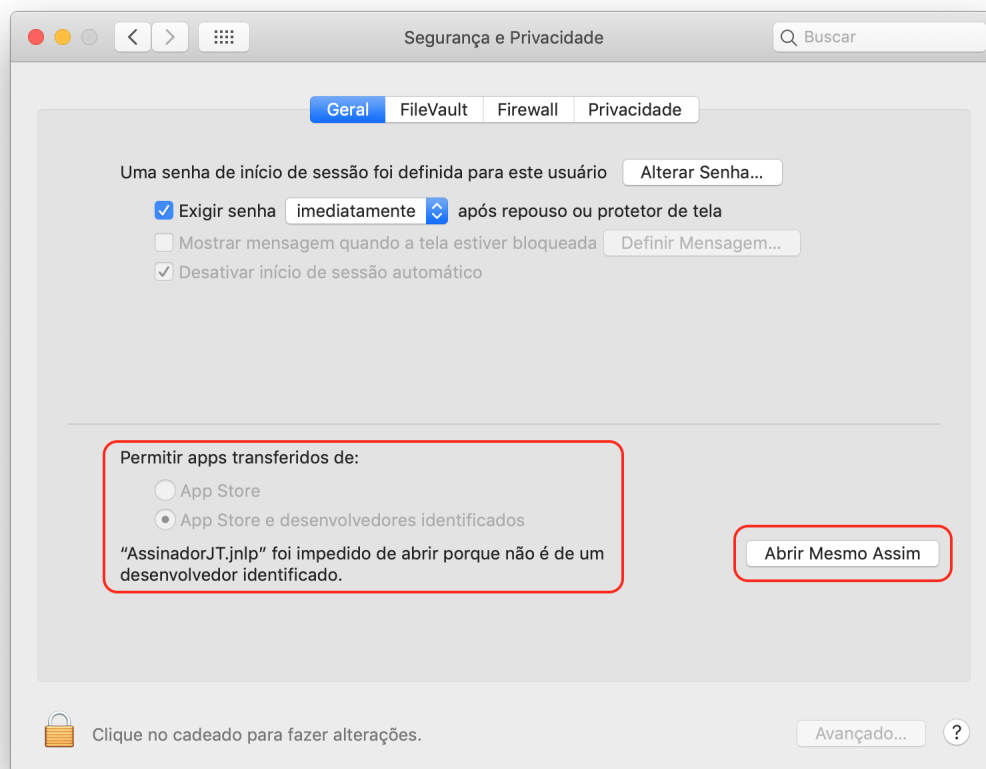 Segurança e Privacidade
Buscar
Geral
FileVault
Firewall
Privacidade
Uma senha de início de sessão foi definida para este usuário
Alterar Senha...
Exigir senha
imediatamente
após repouso ou protetor de tela
Mostrar mensagem quando a tela estiver bloqueada
Definir Mensagem...
Desativar início de sessão automático
Permitir apps transferidos de:
App Store
App Store e desenvolvedores identificados
“AssinadorJT.jnlp” foi impedido de abrir porque não é de um
desenvolvedor identificado.
Abrir Mesmo Assim
Clique no cadeado para fazer alterações.
Avançado...
?